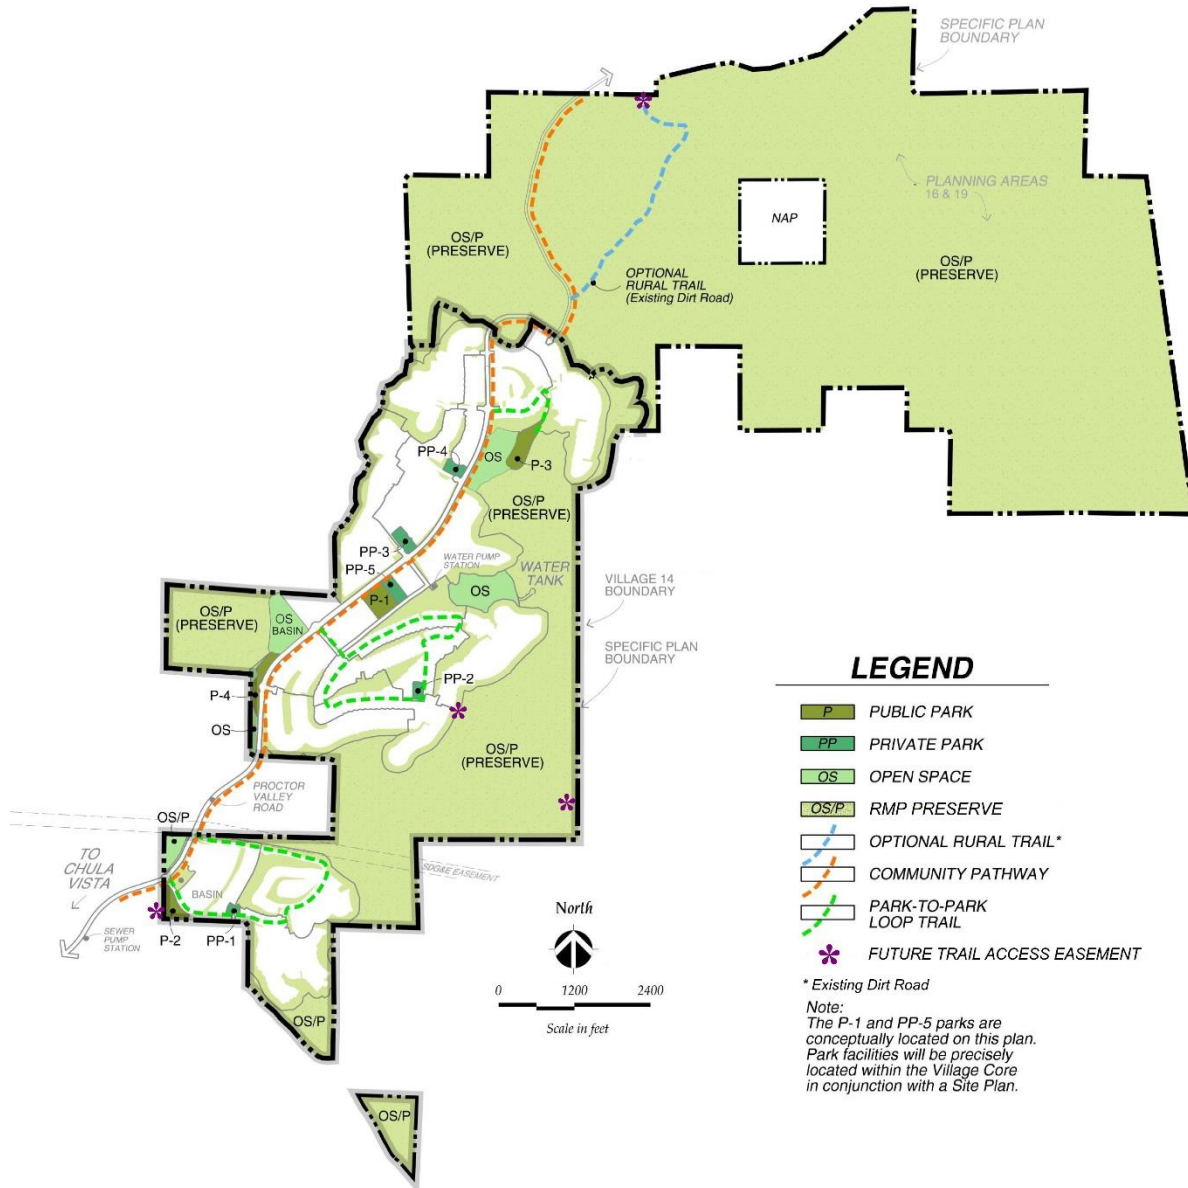 SPECIFIC PLAN
BOUNDARY
PLANNING AREAS
16 & 19
NAP
OS/P
(PRESERVE)
OS/P
(PRESERVE)
OPTIONAL
RURAL TRAIL
(Existing Dirt Road)
PP-4
OS
P-3
OS/P
(PRESERVE)
PP-3
PP-5
WATER PUMP
STATION
WATER
TANK
P-1
OS
VILLAGE 14
BOUNDARY
OS/P
(PRESERVE)
OS
BASIN
SPECIFIC PLAN
BOUNDARY
PP-2
P-4
OS
OS/P
(PRESERVE)
PROCTOR
VALLEY
ROAD
OS/P
TO
CHULA
VISTA
SDG&E EASEMENT
BASIN
SEWER
PUMP
STATION
P-2
PP-1
OS/P
OS/P
North
0 1200 2400
Scale in feet
LEGEND
P PUBLIC PARK
PP PRIVATE PARK
OS OPEN SPACE
OS/P RMP PRESERVE
OPTIONAL RURAL TRAIL*
COMMUNITY PATHWAY
PARK-TO-PARK
LOOP TRAIL
FUTURE TRAIL ACCESS EASEMENT
* Existing Dirt Road
Note:
The P-1 and PP-5 parks are
conceptually located on this plan.
Park facilities will be precisely
located within the Village Core
in conjunction with a Site Plan.